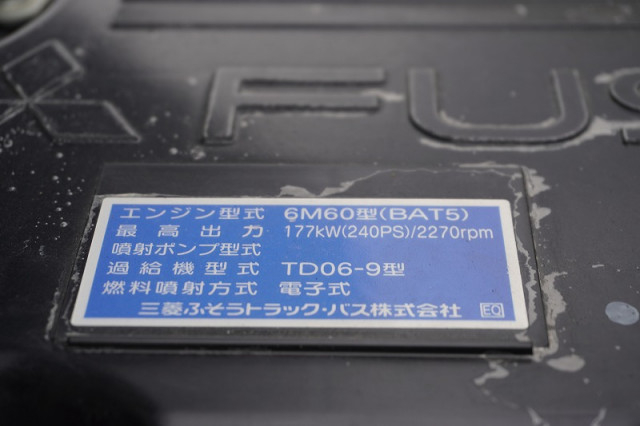 FUS
エンジン型式 6M60型(BAT5)
最高出力 177kW(240PS)/2270rpm
噴射ポンプ型式
過給機型式 TD06-9型
燃料噴射方式 電子式
三菱ふそうトラック・バス株式会社 EO